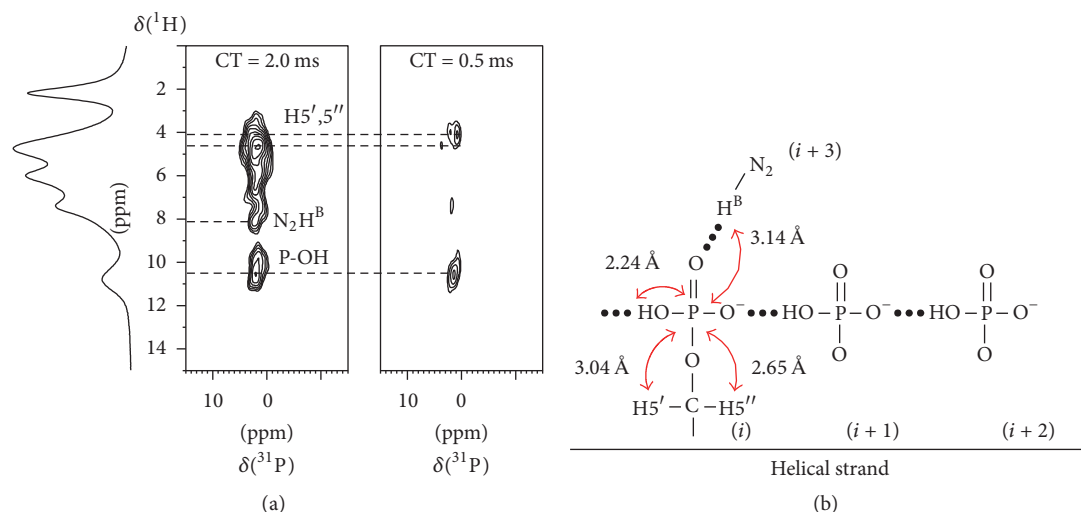 δ(¹H)
CT = 2.0 ms
CT = 0.5 ms
2
4
6
8
10
12
14
(ppm)
H5′,5″
N₂Hᴮ
P-OH
10 0
10 0
(ppm)
(ppm)
δ(³¹P)
δ(³¹P)
(a)
(i + 3)
N₂
Hᴮ
3.14 Å
2.24 Å
O O O
HO P O⁻ HO P O⁻ HO P O⁻
O O O
3.04 Å 2.65 Å
H5′ C H5″
(i) (i + 1) (i + 2)
Helical strand
(b)